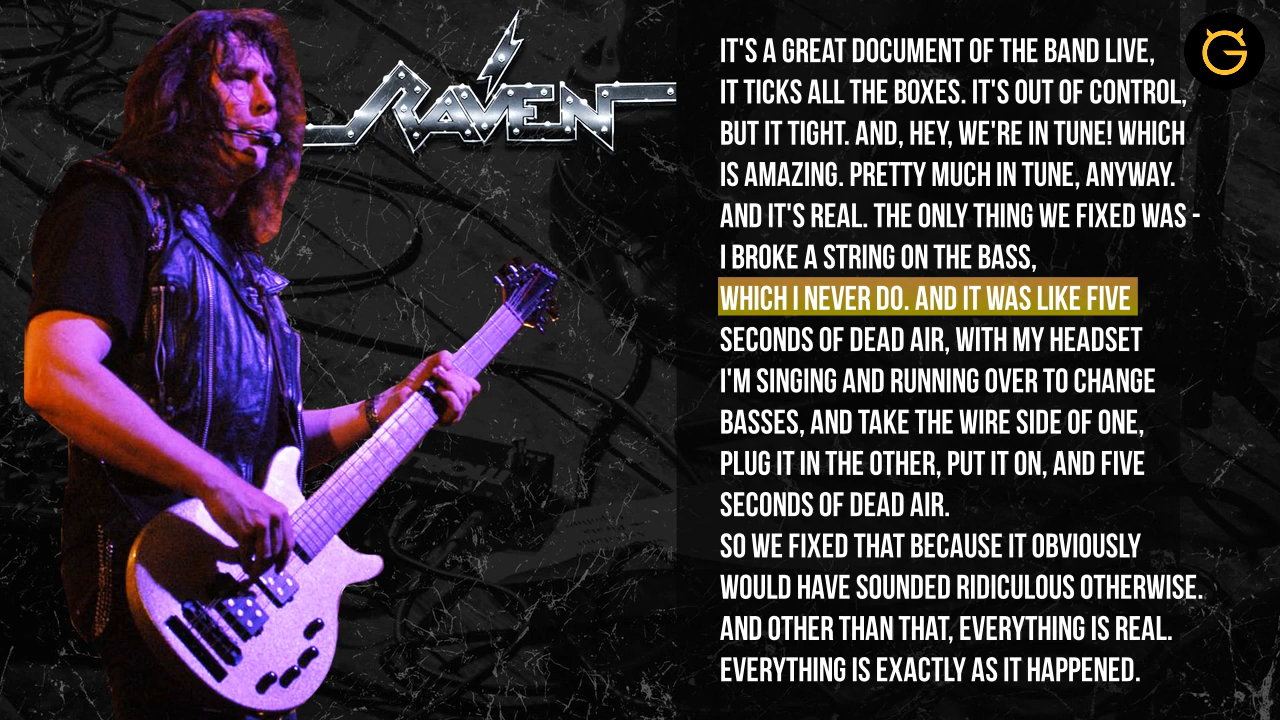 RAVEN
IT'S A GREAT DOCUMENT OF THE BAND LIVE,
IT TICKS ALL THE BOXES. IT'S OUT OF CONTROL,
BUT IT TIGHT. AND, HEY, WE'RE IN TUNE! WHICH
IS AMAZING. PRETTY MUCH IN TUNE, ANYWAY.
AND IT'S REAL. THE ONLY THING WE FIXED WAS -
I BROKE A STRING ON THE BASS,
WHICH I NEVER DO. AND IT WAS LIKE FIVE
SECONDS OF DEAD AIR, WITH MY HEADSET
I'M SINGING AND RUNNING OVER TO CHANGE
BASSES, AND TAKE THE WIRE SIDE OF ONE,
PLUG IT IN THE OTHER, PUT IT ON, AND FIVE
SECONDS OF DEAD AIR.
SO WE FIXED THAT BECAUSE IT OBVIOUSLY
WOULD HAVE SOUNDED RIDICULOUS OTHERWISE.
AND OTHER THAN THAT, EVERYTHING IS REAL.
EVERYTHING IS EXACTLY AS IT HAPPENED.
G